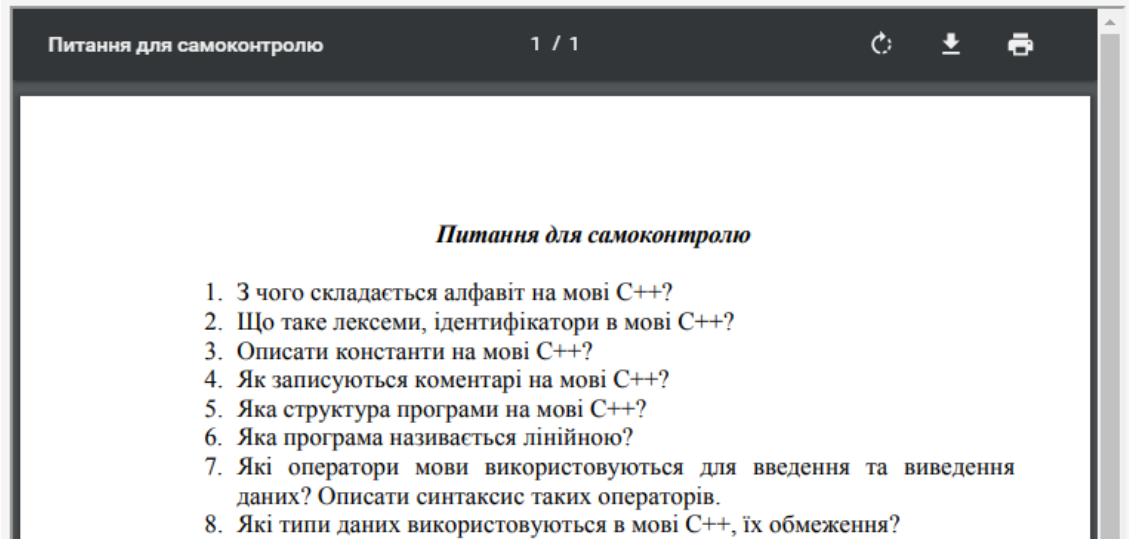 Питання для самоконтролю
1 / 1
Питання для самоконтролю
1. З чого складається алфавіт на мові C++?
2. Що таке лексеми, ідентифікатори в мові C++?
3. Описати константи на мові C++?
4. Як записуються коментарі на мові C++?
5. Яка структура програми на мові C++?
6. Яка програма називається лінійною?
7. Які оператори мови використовуються для введення та виведення
даних? Описати синтаксис таких операторів.
8. Які типи даних використовуються в мові C++, їх обмеження?